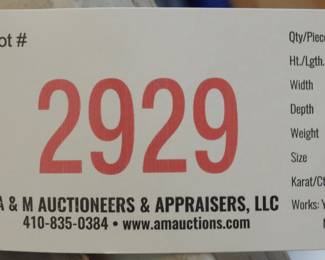 ot #
2929
A & M AUCTIONEERS & APPRAISERS, LLC
410-835-0384 • www.amauctions.com
Qty/Piec
Ht./Lgth.
Width
Depth
Weight
Size
Karat/Ct
Works: Y